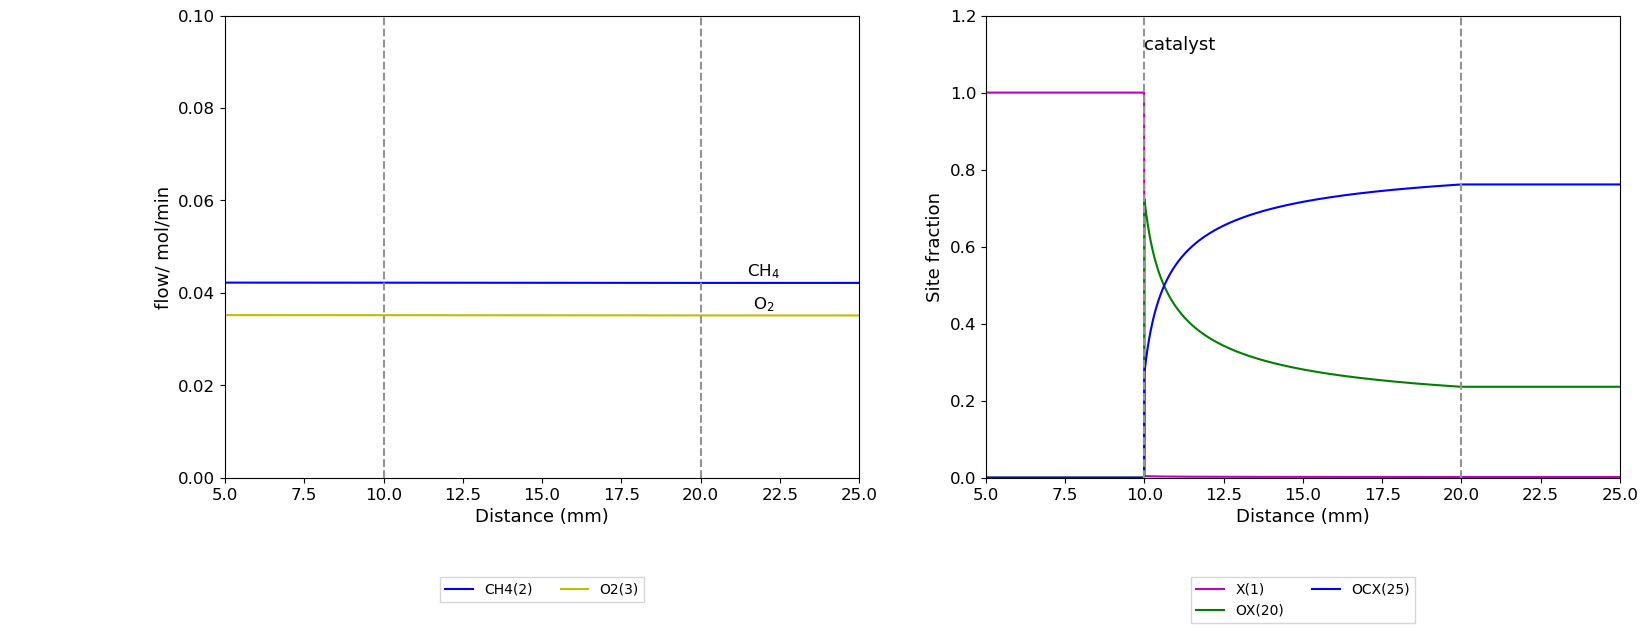 0.10
0.08
0.06
0.04
0.02
0.00
flow/ mol/min
CH4
O2
5.0 7.5 10.0 12.5 15.0 17.5 20.0 22.5 25.0
Distance (mm)
CH4(2) O2(3)
1.2
1.0
0.8
0.6
0.4
0.2
0.0
Site fraction
catalyst
5.0 7.5 10.0 12.5 15.0 17.5 20.0 22.5 25.0
Distance (mm)
X(1) OCX(25)
OX(20)